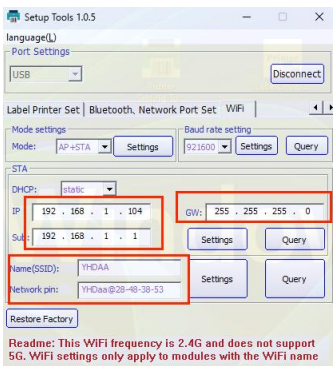 Setup Tools 1.0.5
language(L)
Port Settings
USB
Disconnect
Label Printer Set Bluetooth, Network Port Set WiFi
Mode settings
Baud rate setting
Mode: AP+STA Settings
921600 Settings Query
STA
DHCP: static
IP 192 . 168 . 1 . 104
GW: 255 . 255 . 255 . 0
Sub: 192 . 168 . 1 . 1
Settings Query
Name(SSID): YHDAA
Network pin: YHDaa@28-48-38-53
Settings Query
Restore Factory
Readme: This WiFi frequency is 2.4G and does not support
5G. WiFi settings only apply to modules with the WiFi name